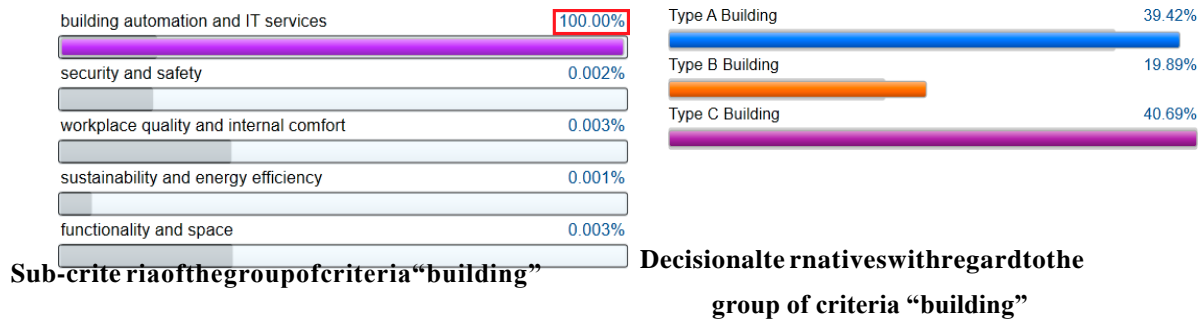 building automation and IT services 100.00%
security and safety 0.002%
workplace quality and internal comfort 0.003%
sustainability and energy efficiency 0.001%
functionality and space 0.003%
Sub-crite riaofthegroupofcriteria“building”
Type A Building 39.42%
Type B Building 19.89%
Type C Building 40.69%
Decisionalte rnativeswithregardtothe
group of criteria “building”